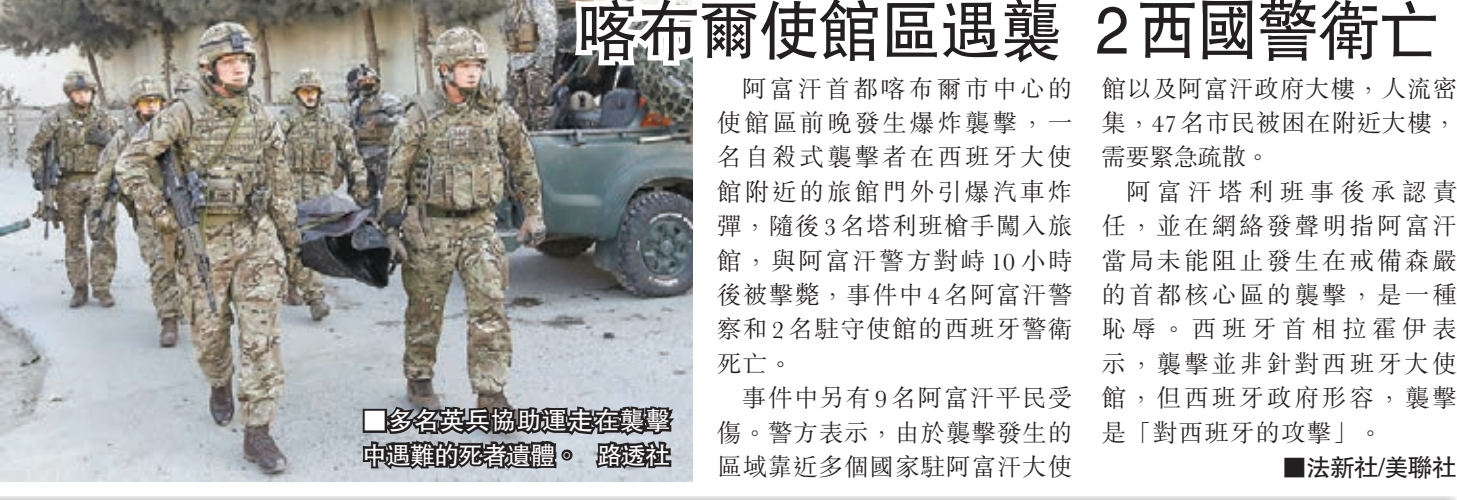 喀布爾使館區遇襲 2西國警衛亡
阿富汗首都喀布爾市中心的
使館區前晚發生爆炸襲擊，一
名自殺式襲擊者在西班牙大使
館附近的旅館門外引爆汽車炸
彈，隨後3名塔利班槍手闖入旅
館，與阿富汗警方對峙10小時
後被擊斃，事件中4名阿富汗警
察和2名駐守使館的西班牙警衛
死亡。
事件中另有9名阿富汗平民受
傷。警方表示，由於襲擊發生的
區域靠近多個國家駐阿富汗大使
館以及阿富汗政府大樓，人流密
集，47名市民被困在附近大樓，
需要緊急疏散。
阿富汗塔利班事後承認責
任，並在網絡發聲明指阿富汗
當局未能阻止發生在戒備森嚴
的首都核心區的襲擊，是一種
恥辱。西班牙首相拉霍伊表
示，襲擊並非針對西班牙大使
館，但西班牙政府形容，襲擊
是「對西班牙的攻擊」。
■法新社/美聯社
■多名英兵協助運走在襲擊
中遇難的死者遺體。 路透社